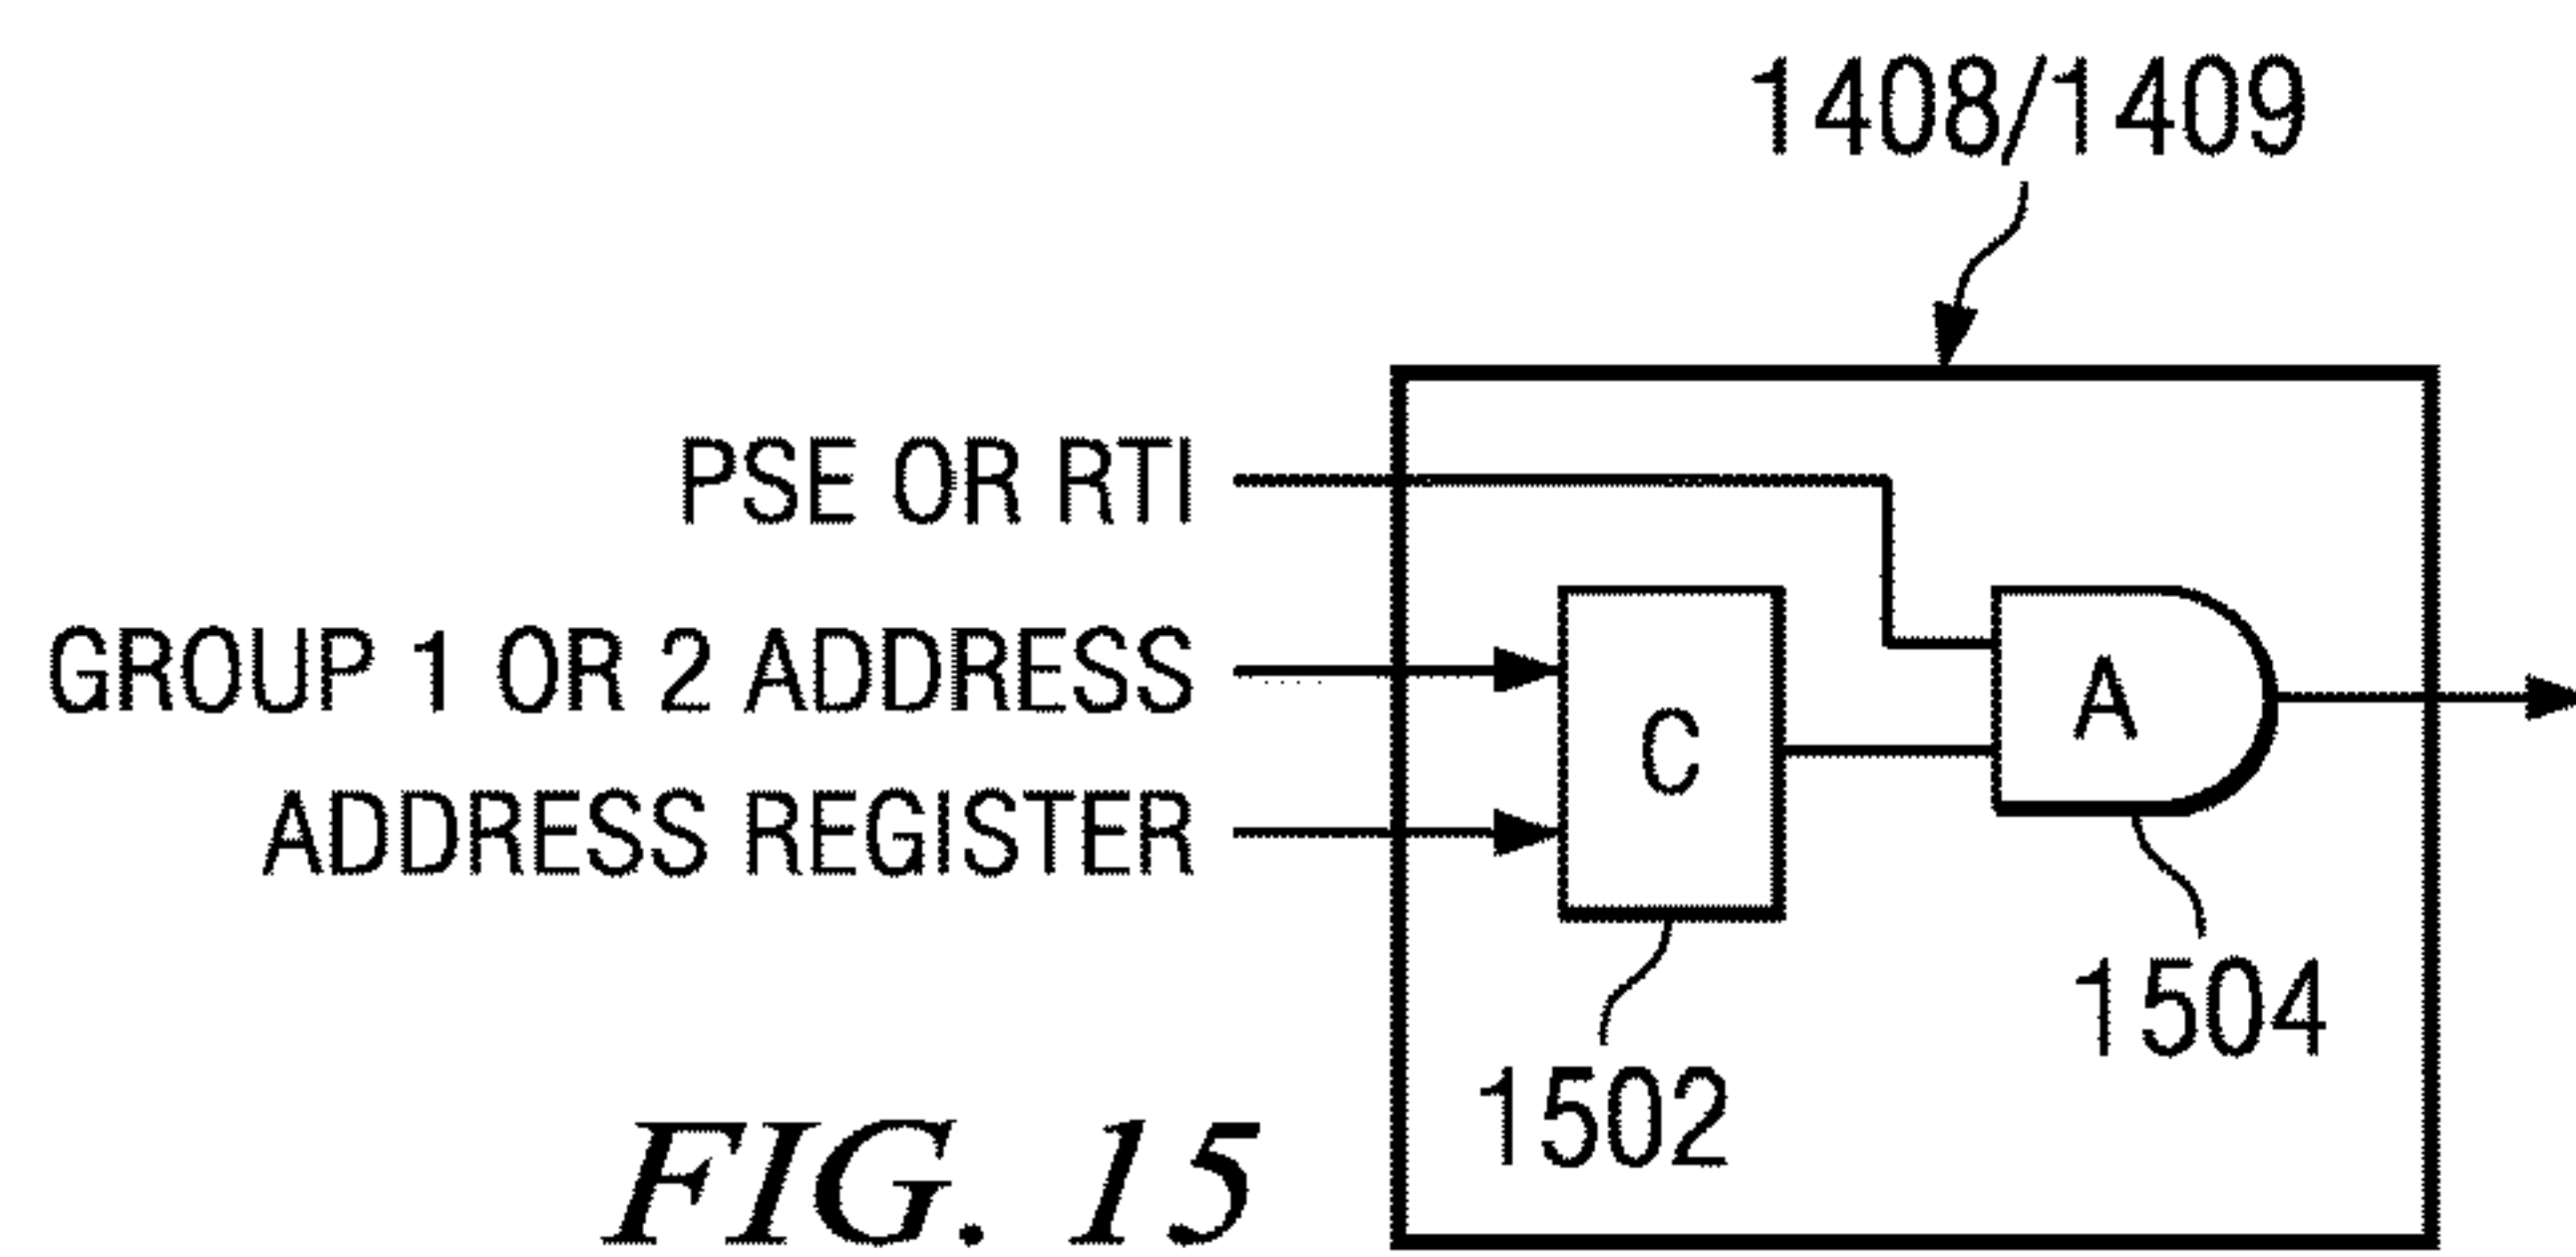 1408/1409
PSE OR RTI
GROUP 1 OR 2 ADDRESS
ADDRESS REGISTER
C
A
1504
1502
FIG. 15